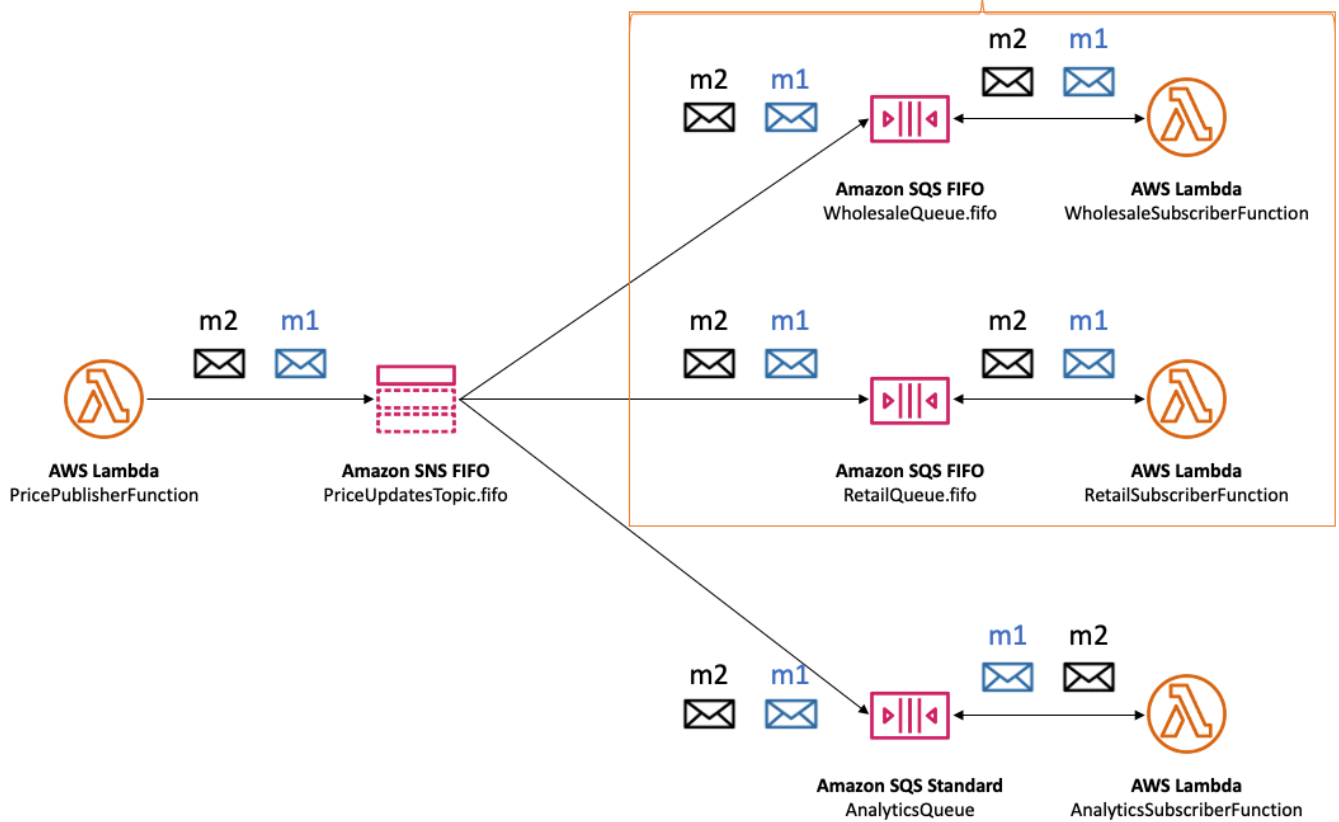 m2 m1
m2 m1
Amazon SQS FIFO
WholesaleQueue.fifo
AWS Lambda
WholesaleSubscriberFunction
m2 m1
m2 m1
m2 m1
AWS Lambda
PricePublisherFunction
Amazon SNS FIFO
PriceUpdatesTopic.fifo
Amazon SQS FIFO
RetailQueue.fifo
AWS Lambda
RetailSubscriberFunction
m1 m2
m2 m1
Amazon SQS Standard
AnalyticsQueue
AWS Lambda
AnalyticsSubscriberFunction